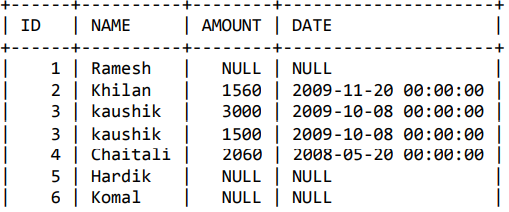 +------+----------+--------+---------------------+
| ID   | NAME     | AMOUNT | DATE                |
+------+----------+--------+---------------------+
|    1 | Ramesh   |   NULL | NULL                |
|    2 | Khilan   |   1560 | 2009-11-20 00:00:00 |
|    3 | kaushik  |   3000 | 2009-10-08 00:00:00 |
|    3 | kaushik  |   1500 | 2009-10-08 00:00:00 |
|    4 | Chaitali |   2060 | 2008-05-20 00:00:00 |
|    5 | Hardik   |   NULL | NULL                |
|    6 | Komal    |   NULL | NULL                |